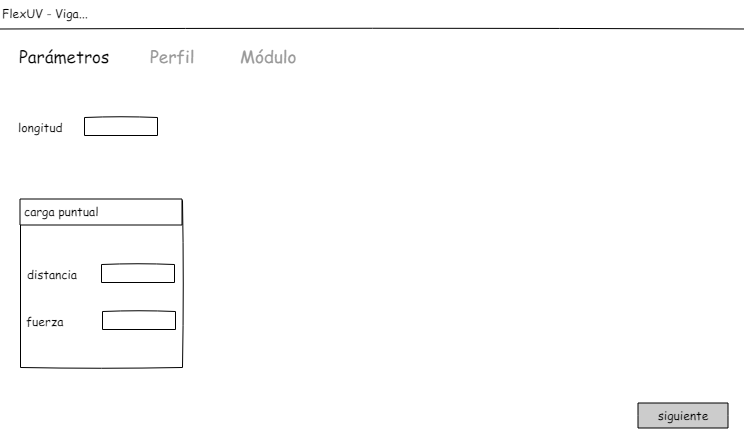 FlexUV - Viga...
Parámetros Perfil Módulo
longitud
carga puntual
distancia
fuerza
siguiente